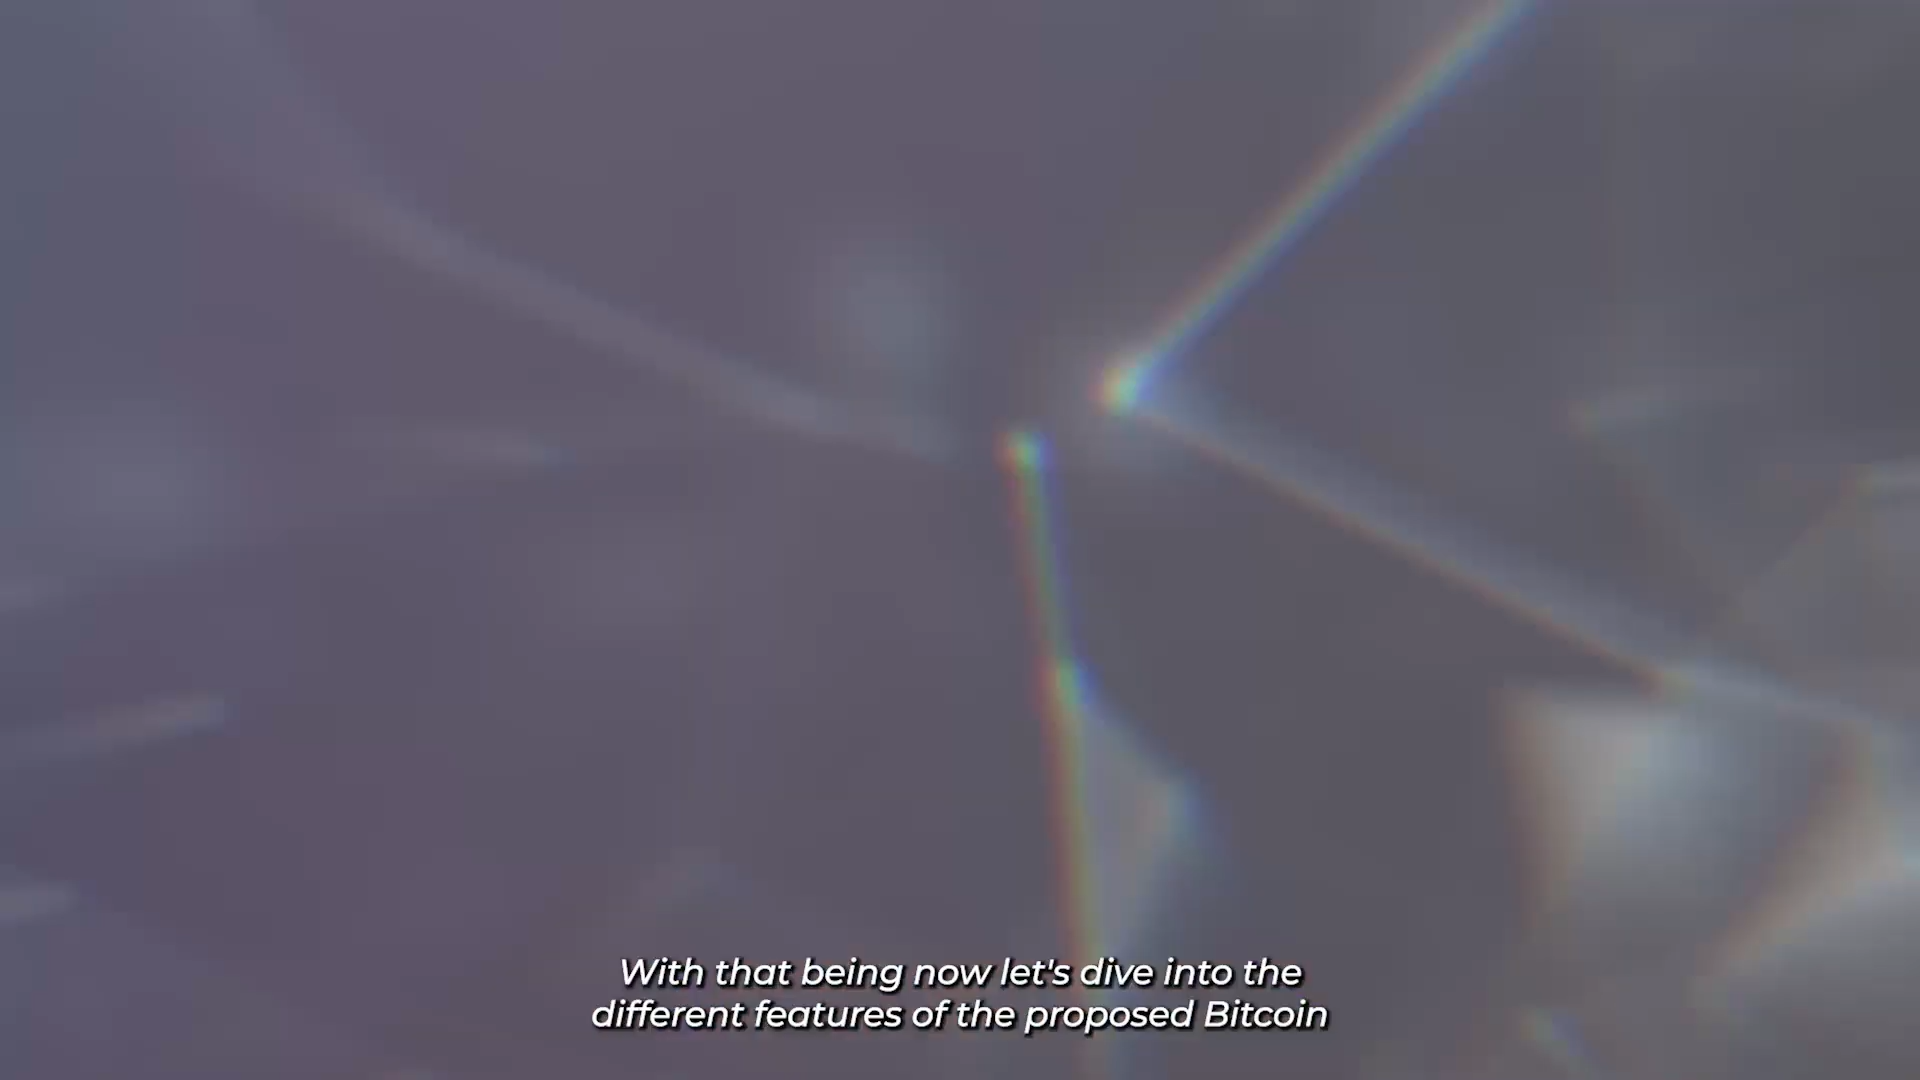 With that being now let's dive into the
different features of the proposed Bitcoin